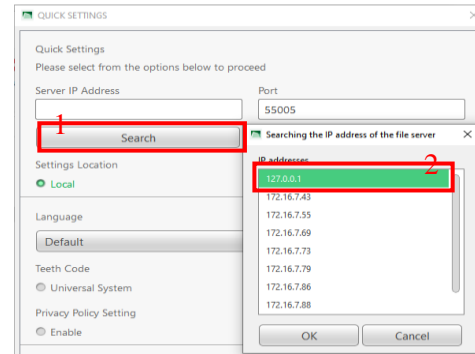 QUICK SETTINGS
Quick Settings
Please select from the options below to proceed
Server IP Address
Port
55005
1
Search
Settings Location
Local
Language
Default
Teeth Code
Universal System
Privacy Policy Setting
Enable
Searching the IP address of the file server
IP addresses
2
127.0.0.1
172.16.7.43
172.16.7.55
172.16.7.69
172.16.7.73
172.16.7.79
172.16.7.86
172.16.7.88
OK
Cancel